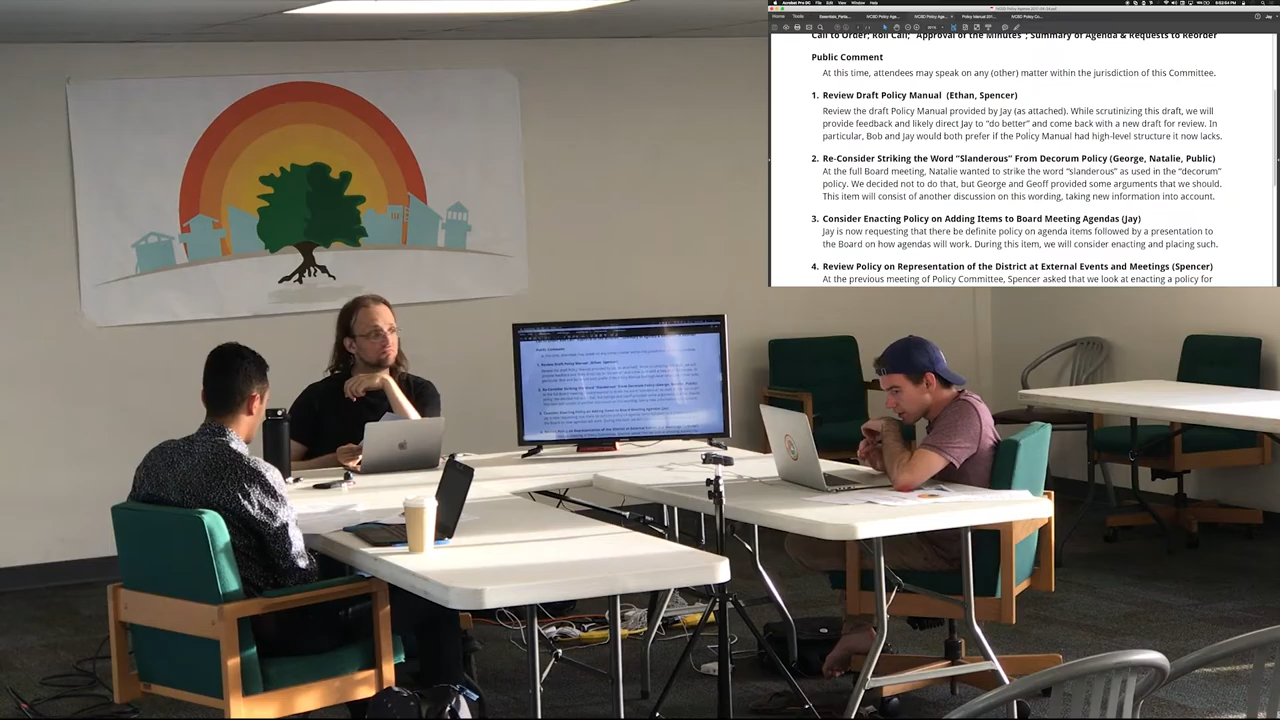 Acrobat Pro DC File Edit View Window Help
Home Tools
Call to Order; Roll Call; "Approval of the Minutes"; Summary of Agenda & Requests to Reorder
Public Comment
At this time, attendees may speak on any (other) matter within the jurisdiction of this Committee.
1. Review Draft Policy Manual (Ethan, Spencer)
Review the draft Policy Manual provided by Jay (as attached). While scrutinizing this draft, we will
provide feedback and likely direct Jay to "do better" and come back with a new draft for review. In
particular, Bob and Jay would both prefer if the Policy Manual had high-level structure it now lacks.
2. Re-Consider Striking the Word "Slanderous" From Decorum Policy (George, Natalie, Public)
At the full Board meeting, Natalie wanted to strike the word "slanderous" as used in the "decorum"
policy. We decided not to do that, but George and Geoff provided some arguments that we should.
This item will consist of another discussion on this wording, taking new information into account.
3. Consider Enacting Policy on Adding Items to Board Meeting Agendas (Jay)
Jay is now requesting that there be definite policy on agenda items followed by a presentation to
the Board on how agendas will work. During this item, we will consider enacting and placing such.
4. Review Policy on Representation of the District at External Events and Meetings (Spencer)
At the previous meeting of Policy Committee, Spencer asked that we look at enacting a policy for